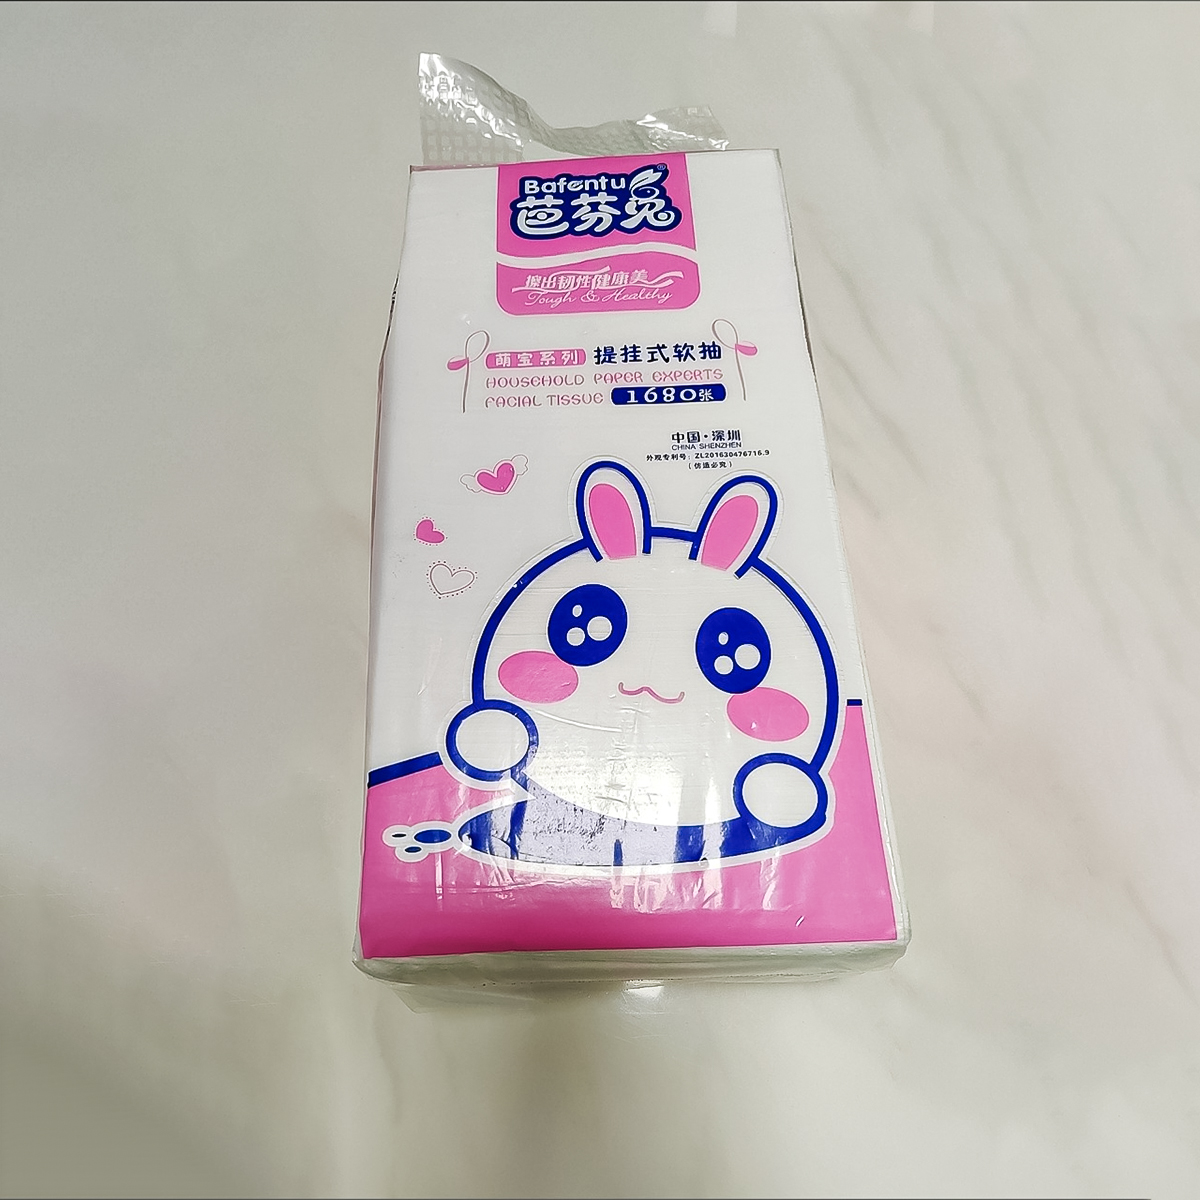 Bafentu
芭芬兔®
擦出韧性健康美
Tough & Healthy
萌宝系列 提挂式软抽
HOUSEHOLD PAPER EXPERTS
FACIAL TISSUE 1680张
中国·深圳
CHINA SHENZHEN
外观专利号：ZL201630476716.9
（仿造必究）